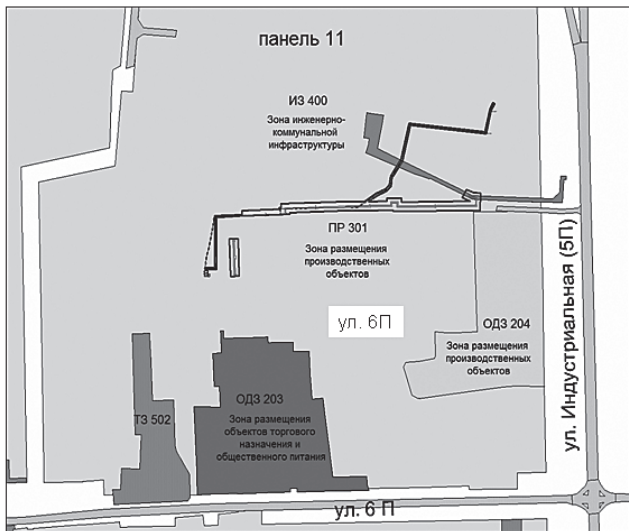 панель 11
ИЗ 400
Зона инженерно-
коммунальной
инфраструктуры
ПР 301
Зона размещения
производственных
объектов
ул. 6П
ОДЗ 204
Зона размещения
производственных
объектов
ул. Индустриальная (5П)
ТЗ 502
ОДЗ 203
Зона размещения
объектов торгового
назначения и
общественного питания
ул. 6 П